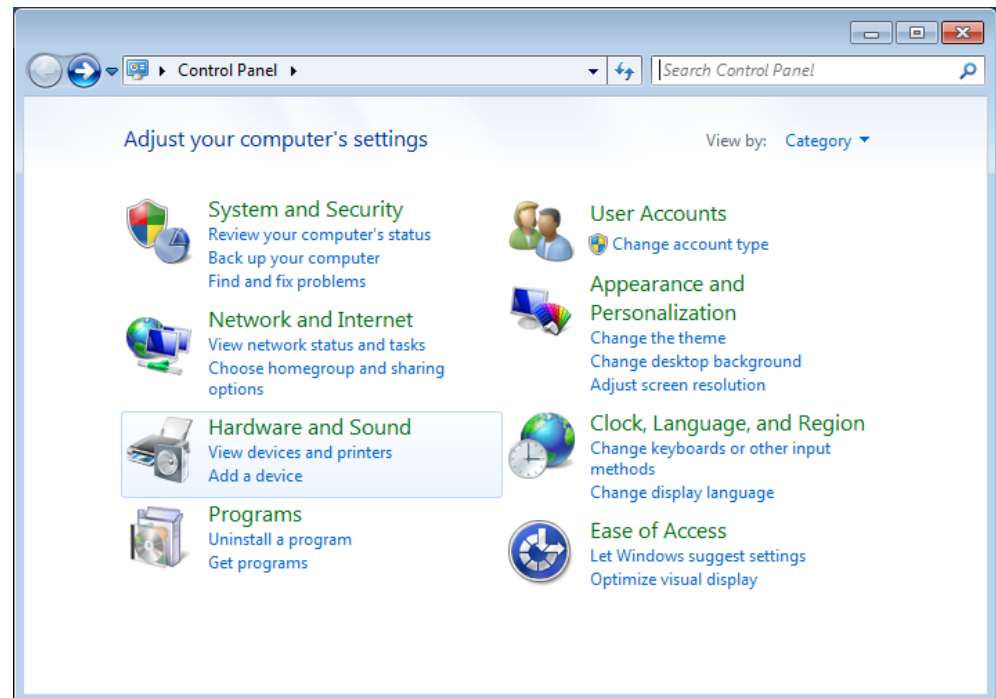 Control Panel
Search Control Panel
Adjust your computer's settings
View by: Category
System and Security
Review your computer's status
Back up your computer
Find and fix problems
Network and Internet
View network status and tasks
Choose homegroup and sharing
options
Hardware and Sound
View devices and printers
Add a device
Programs
Uninstall a program
Get programs
User Accounts
Change account type
Appearance and
Personalization
Change the theme
Change desktop background
Adjust screen resolution
Clock, Language, and Region
Change keyboards or other input
methods
Change display language
Ease of Access
Let Windows suggest settings
Optimize visual display